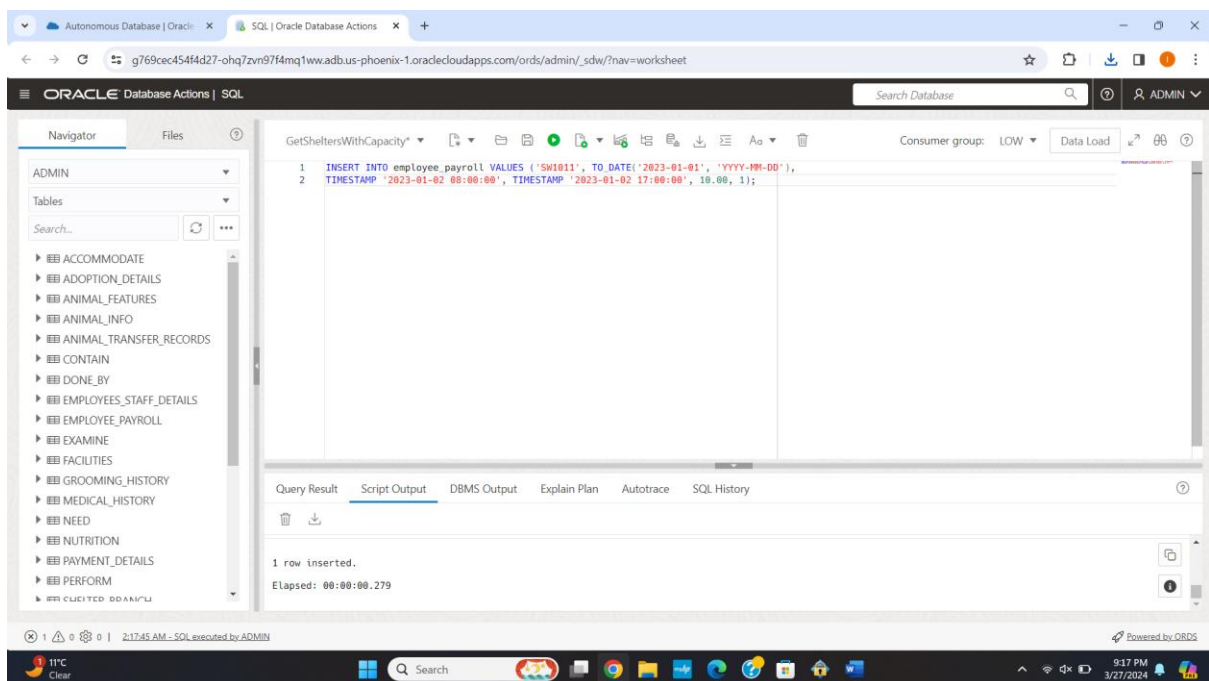 Autonomous Database | Oracle
SQL | Oracle Database Actions
g769cec454f4d27-ohq7zvn97f4mq1ww.adb.us-phoenix-1.oraclecloudapps.com/ords/admin/_sdw/?nav=worksheet
ORACLE Database Actions | SQL
Search Database
ADMIN
Navigator
Files
GetSheltersWithCapacity*
Aa
Consumer group: LOW
Data Load
ADMIN
Tables
Search...
ACCOMMODATE
ADOPTION_DETAILS
ANIMAL_FEATURES
ANIMAL_INFO
ANIMAL_TRANSFER_RECORDS
CONTAIN
DONE_BY
EMPLOYEES_STAFF_DETAILS
EMPLOYEE_PAYROLL
EXAMINE
FACILITIES
GROOMING_HISTORY
MEDICAL_HISTORY
NEED
NUTRITION
PAYMENT_DETAILS
PERFORM
SHELTER_BRANCH
1 INSERT INTO employee_payroll VALUES ('SW1011', TO_DATE('2023-01-01', 'YYYY-MM-DD'),
2 TIMESTAMP '2023-01-02 08:00:00', TIMESTAMP '2023-01-02 17:00:00', 10.00, 1);
Query Result Script Output DBMS Output Explain Plan Autotrace SQL History
1 row inserted.
Elapsed: 00:00:00.279
1 0 0 | 2:17:45 AM - SQL executed by ADMIN
Powered by ORDS
1
11°C
Clear
Search
9:17 PM
3/27/2024